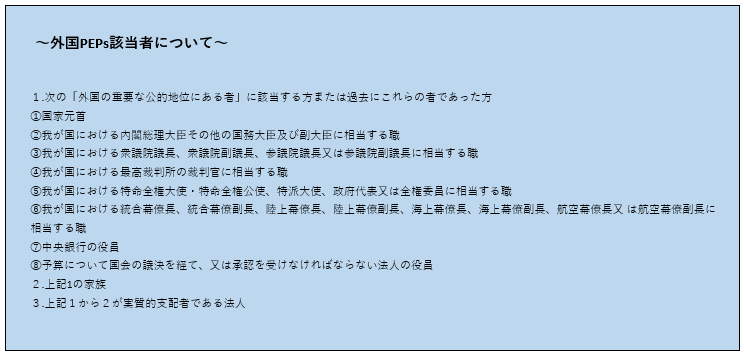 ～外国PEPs該当者について～
１.次の「外国の重要な公的地位にある者」に該当する方または過去にこれらの者であった方
①国家元首
②我が国における内閣総理大臣その他の国務大臣及び副大臣に相当する職
③我が国における衆議院議長、衆議院副議長、参議院議長又は参議院副議長に相当する職
④我が国における最高裁判所の裁判官に相当する職
⑤我が国における特命全権大使・特命全権公使、特派大使、政府代表又は全権委員に相当する職
⑥我が国における統合幕僚長、統合幕僚副長、陸上幕僚長、陸上幕僚副長、海上幕僚長、海上幕僚副長、航空幕僚長又 は航空幕僚副長に
相当する職
⑦中央銀行の役員
⑧予算について国会の議決を経て、又は承認を受けなければならない法人の役員
２.上記1の家族
３.上記１から２が実質的支配者である法人